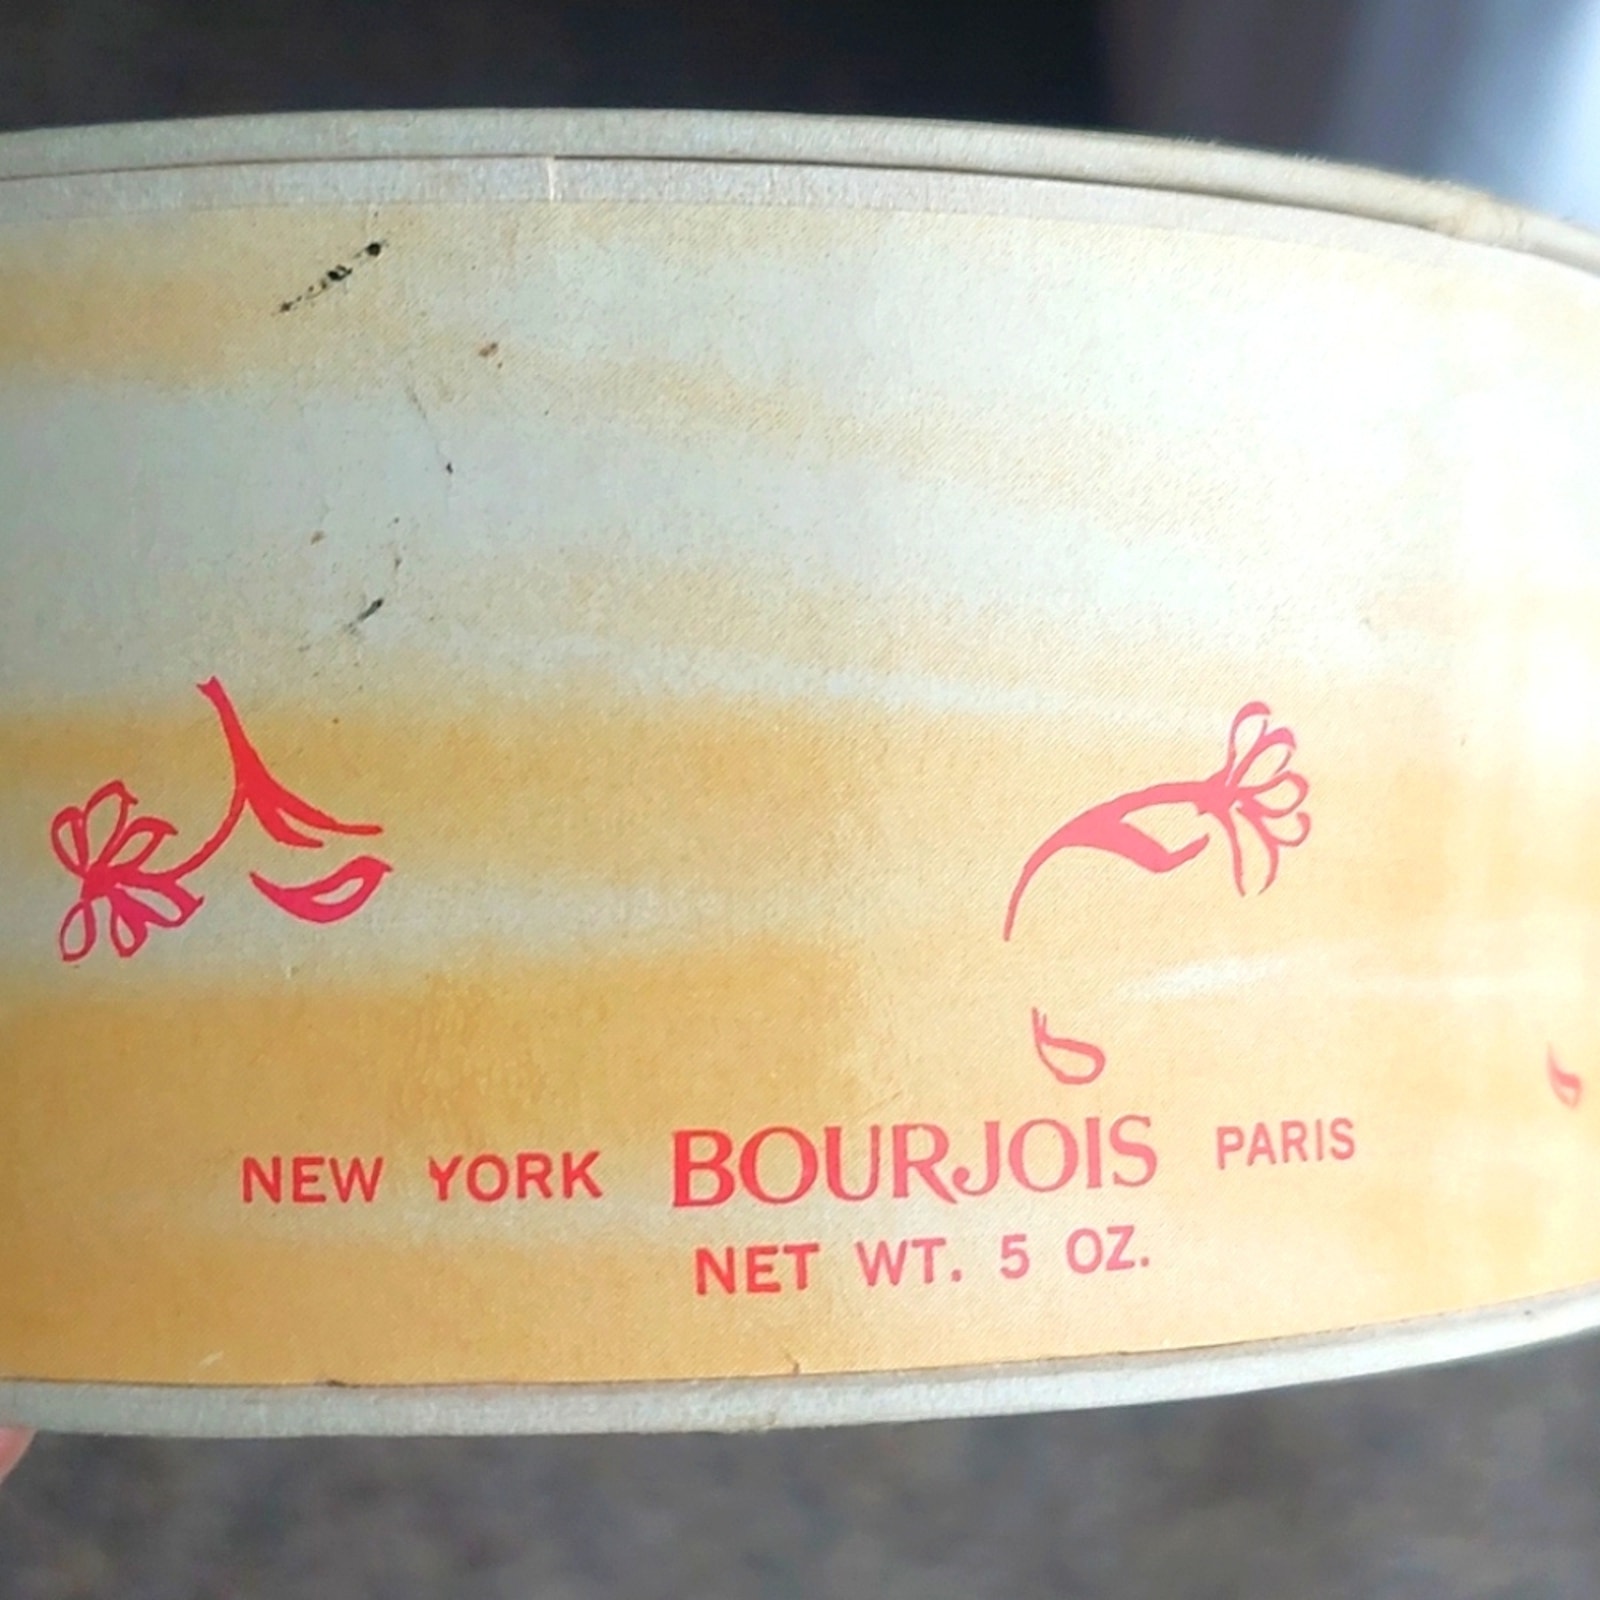 NEW YORK BOURJOIS PARIS
NET WT. 5 OZ.